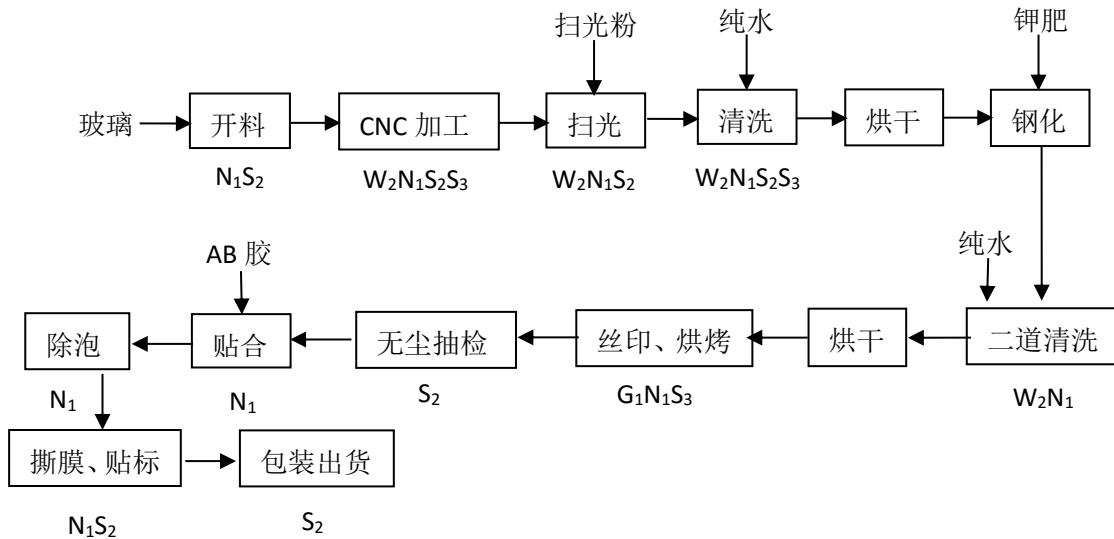 扫光粉 纯水 钾肥
玻璃 开料 CNC 加工 扫光 清洗 烘干 钢化
N₁S₂ W₂N₁S₂S₃ W₂N₁S₂ W₂N₁S₂S₃
AB 胶 纯水
除泡 贴合 无尘抽检 丝印、烘烤 烘干 二道清洗
N₁ N₁ S₂ G₁N₁S₃ W₂N₁
撕膜、贴标 包装出货
N₁S₂ S₂